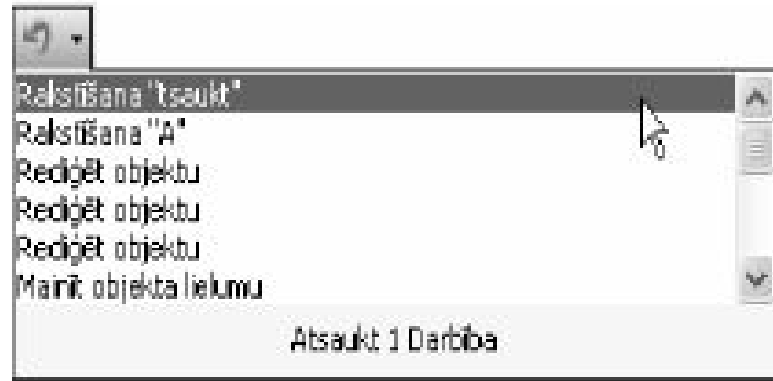 Rakstīšana "tsaukt"
Rakstīšana "A"
Rediģēt objektu
Rediģēt objektu
Rediģēt objektu
Mainīt objekta lielumu
Atsaukt 1 Darbība